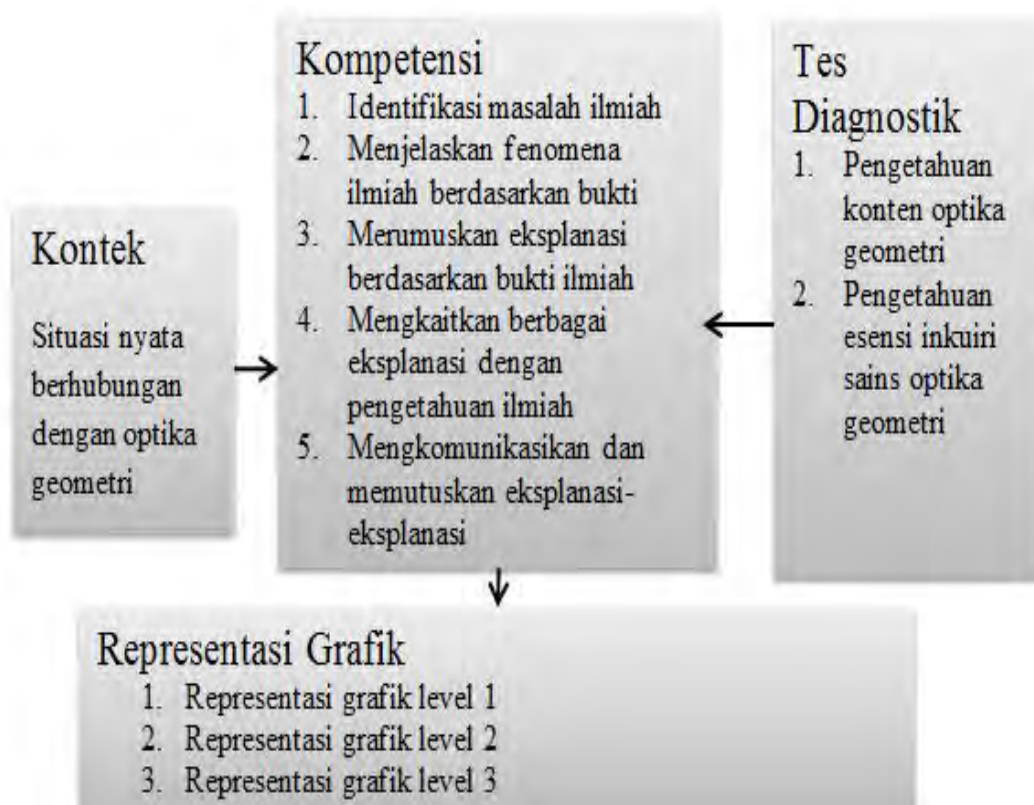 Kontek
Situasi nyata
berhubungan
dengan optika
geometri
Kompetensi
1. Identifikasi masalah ilmiah
2. Menjelaskan fenomena
ilmiah berdasarkan bukti
3. Merumuskan eksplanasi
berdasarkan bukti ilmiah
4. Mengkaitkan berbagai
eksplanasi dengan
pengetahuan ilmiah
5. Mengkomunikasikan dan
memutuskan eksplanasi-
eksplanasi
Tes
Diagnostik
1. Pengetahuan
konten optika
geometri
2. Pengetahuan
esensi inkuiri
sains optika
geometri
Representasi Grafik
1. Representasi grafik level 1
2. Representasi grafik level 2
3. Representasi grafik level 3